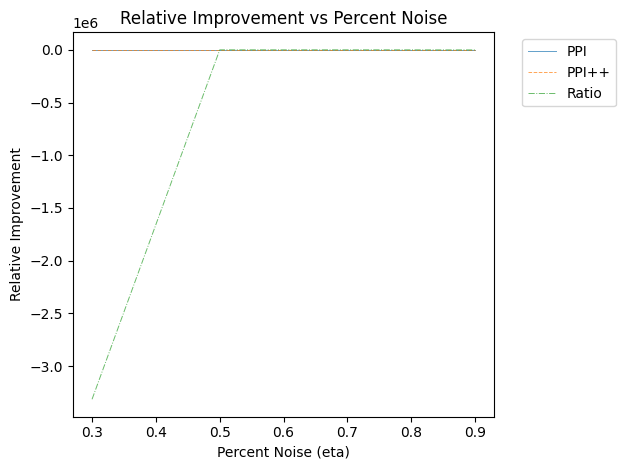 Relative Improvement vs Percent Noise
1e6
0.0
−0.5
−1.0
−1.5
−2.0
−2.5
−3.0
Relative Improvement
0.3 0.4 0.5 0.6 0.7 0.8 0.9
Percent Noise (eta)
PPI
PPI++
Ratio